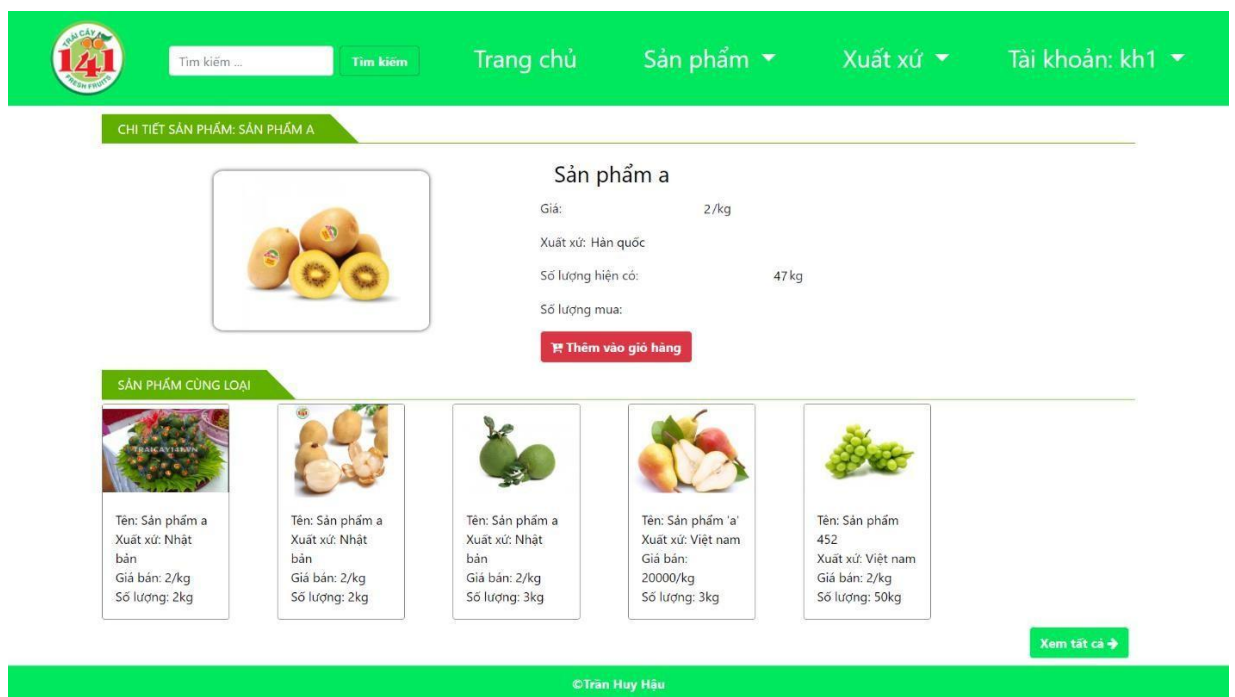 TRÁI CÂY
141
FRESH FRUITS
Tìm kiếm ...
Tìm kiếm
Trang chủ
Sản phẩm
Xuất xứ
Tài khoản: kh1
CHI TIẾT SẢN PHẨM: SẢN PHẨM A
Sản phẩm a
Giá: 2/kg
Xuất xứ: Hàn quốc
Số lượng hiện có: 47kg
Số lượng mua:
Thêm vào giỏ hàng
SẢN PHẨM CÙNG LOẠI
TRAICAY141.VN
Tên: Sản phẩm a
Xuất xứ: Nhật
bản
Giá bán: 2/kg
Số lượng: 2kg
141
Tên: Sản phẩm a
Xuất xứ: Nhật
bản
Giá bán: 2/kg
Số lượng: 2kg
Tên: Sản phẩm a
Xuất xứ: Nhật
bản
Giá bán: 2/kg
Số lượng: 3kg
Tên: Sản phẩm 'a'
Xuất xứ: Việt nam
Giá bán:
20000/kg
Số lượng: 3kg
Tên: Sản phẩm
452
Xuất xứ: Việt nam
Giá bán: 2/kg
Số lượng: 50kg
Xem tất cả
©Trần Huy Hậu